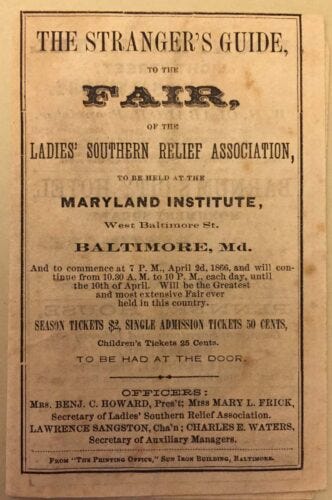 THE STRANGER'S GUIDE,
TO THE
FAIR,
OF THE
LADIES' SOUTHERN RELIEF ASSOCIATION,
TO BE HELD AT THE
MARYLAND INSTITUTE,
West Baltimore St.
BALTIMORE, Md.
And to commence at 7 P. M., April 2d, 1866, and will con-
tinue from 10.30 A. M. to 10 P. M., each day, until
the 10th of April. Will be the Greatest
and most extensive Fair ever
held in this country.
SEASON TICKETS $2, SINGLE ADMISSION TICKETS 50 CENTS,
Children's Tickets 25 Cents.
TO BE HAD AT THE DOOR.
OFFICERS:
MRS. BENJ. C. HOWARD, Pres't; MISS MARY L. FRICK,
Secretary of Ladies' Southern Relief Association.
LAWRENCE SANGSTON, Cha'n; CHARLES E. WATERS,
Secretary of Auxiliary Managers.
FROM "THE PRINTING OFFICE," SUN IRON BUILDING, BALTIMORE.